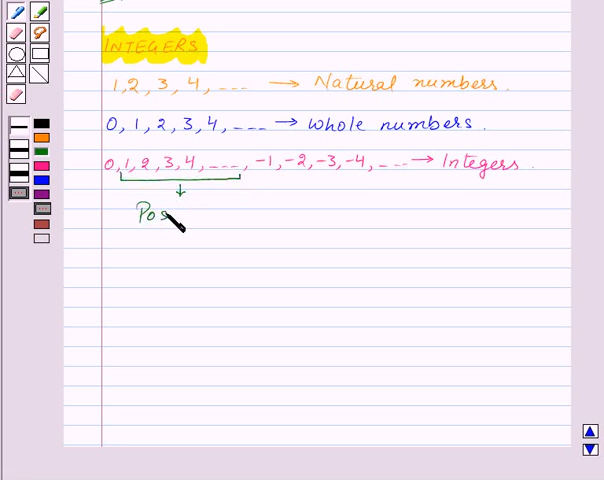 INTEGERS
1, 2, 3, 4, ---- → Natural numbers.
0, 1, 2, 3, 4, ---- → whole numbers.
0, 1, 2, 3, 4, ----, -1, -2, -3, -4, ---- → Integers.
Pos